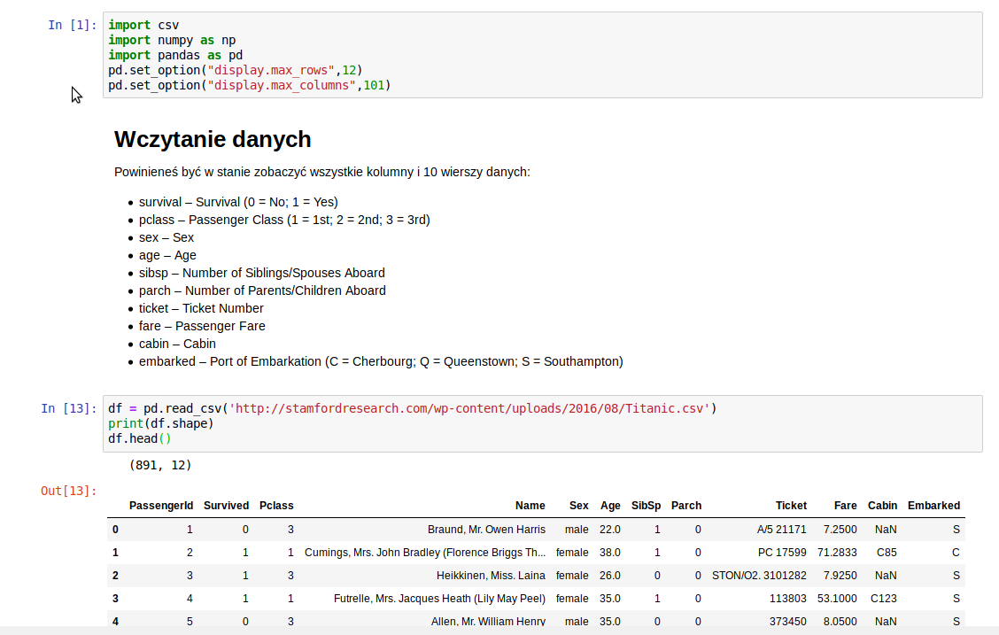 In [1]: import csv
import numpy as np
import pandas as pd
pd.set_option("display.max_rows",12)
pd.set_option("display.max_columns",101)
Wczytanie danych
Powinieneś być w stanie zobaczyć wszystkie kolumny i 10 wierszy danych:
• survival – Survival (0 = No; 1 = Yes)
• pclass – Passenger Class (1 = 1st; 2 = 2nd; 3 = 3rd)
• sex – Sex
• age – Age
• sibsp – Number of Siblings/Spouses Aboard
• parch – Number of Parents/Children Aboard
• ticket – Ticket Number
• fare – Passenger Fare
• cabin – Cabin
• embarked – Port of Embarkation (C = Cherbourg; Q = Queenstown; S = Southampton)
In [13]: df = pd.read_csv('http://stamfordresearch.com/wp-content/uploads/2016/08/Titanic.csv')
print(df.shape)
df.head()
(891, 12)
Out[13]:
PassengerId Survived Pclass Name Sex Age SibSp Parch Ticket Fare Cabin Embarked
0 1 0 3 Braund, Mr. Owen Harris male 22.0 1 0 A/5 21171 7.2500 NaN S
1 2 1 1 Cumings, Mrs. John Bradley (Florence Briggs Th... female 38.0 1 0 PC 17599 71.2833 C85 C
2 3 1 3 Heikkinen, Miss. Laina female 26.0 0 0 STON/O2. 3101282 7.9250 NaN S
3 4 1 1 Futrelle, Mrs. Jacques Heath (Lily May Peel) female 35.0 1 0 113803 53.1000 C123 S
4 5 0 3 Allen, Mr. William Henry male 35.0 0 0 373450 8.0500 NaN S